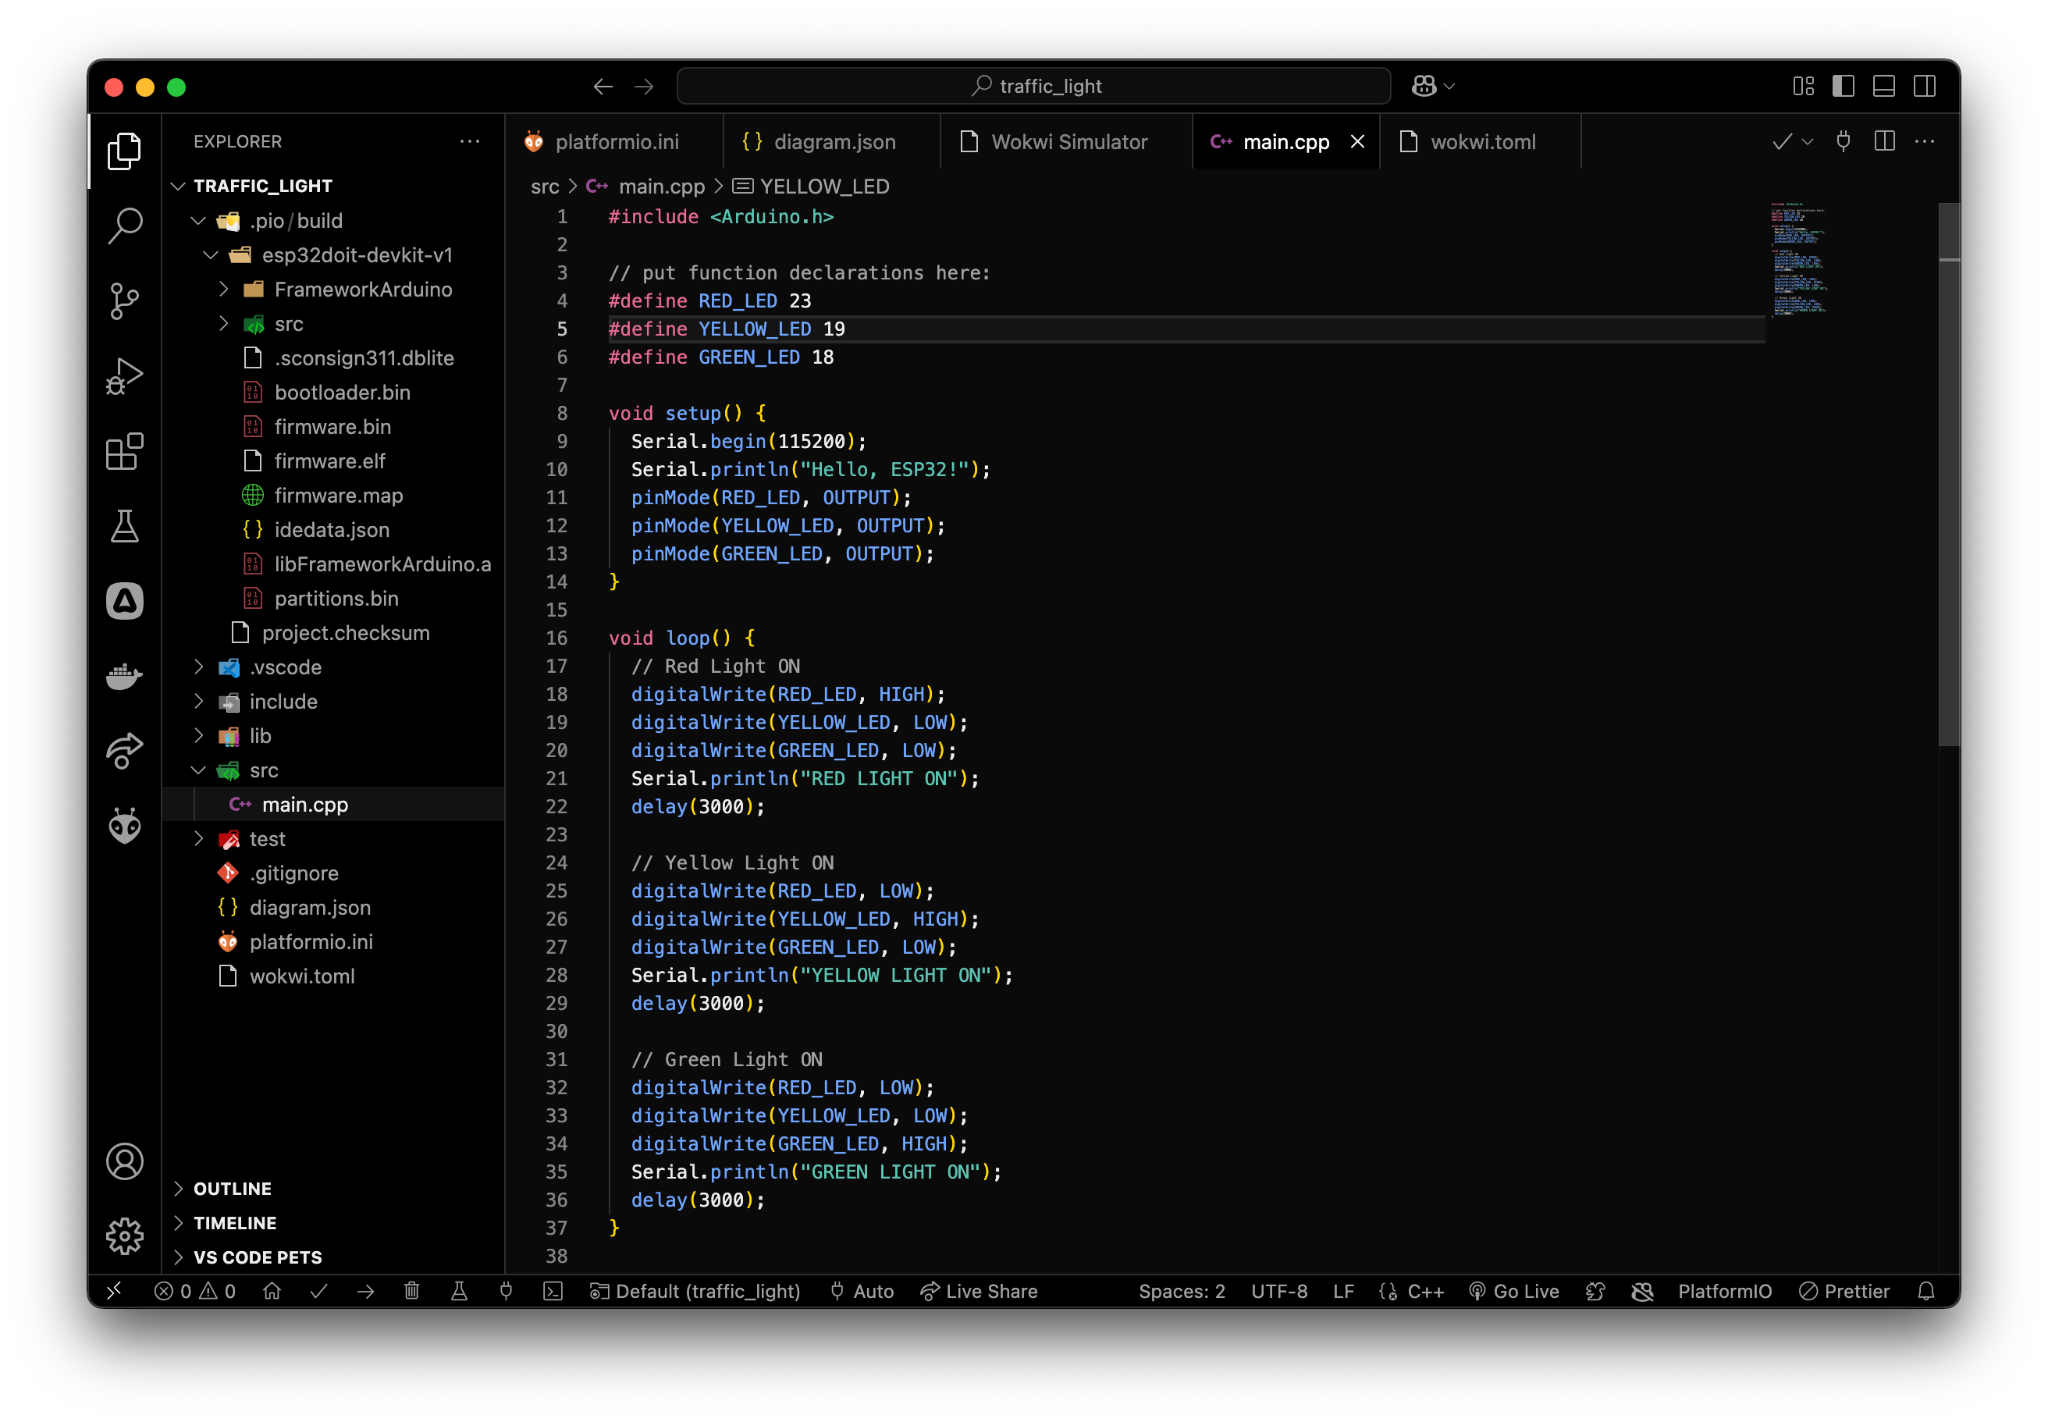 traffic_light
EXPLORER
TRAFFIC_LIGHT
.pio / build
esp32doit-devkit-v1
FrameworkArduino
src
.sconsign311.dblite
bootloader.bin
firmware.bin
firmware.elf
firmware.map
idedata.json
libFrameworkArduino.a
partitions.bin
project.checksum
.vscode
include
lib
src
main.cpp
test
.gitignore
diagram.json
platformio.ini
wokwi.toml
OUTLINE
TIMELINE
VS CODE PETS
platformio.ini diagram.json Wokwi Simulator main.cpp wokwi.toml
src > main.cpp > YELLOW_LED
1 #include <Arduino.h>
2
3 // put function declarations here:
4 #define RED_LED 23
5 #define YELLOW_LED 19
6 #define GREEN_LED 18
7
8 void setup() {
9 Serial.begin(115200);
10 Serial.println("Hello, ESP32!");
11 pinMode(RED_LED, OUTPUT);
12 pinMode(YELLOW_LED, OUTPUT);
13 pinMode(GREEN_LED, OUTPUT);
14 }
15
16 void loop() {
17 // Red Light ON
18 digitalWrite(RED_LED, HIGH);
19 digitalWrite(YELLOW_LED, LOW);
20 digitalWrite(GREEN_LED, LOW);
21 Serial.println("RED LIGHT ON");
22 delay(3000);
23
24 // Yellow Light ON
25 digitalWrite(RED_LED, LOW);
26 digitalWrite(YELLOW_LED, HIGH);
27 digitalWrite(GREEN_LED, LOW);
28 Serial.println("YELLOW LIGHT ON");
29 delay(3000);
30
31 // Green Light ON
32 digitalWrite(RED_LED, LOW);
33 digitalWrite(YELLOW_LED, LOW);
34 digitalWrite(GREEN_LED, HIGH);
35 Serial.println("GREEN LIGHT ON");
36 delay(3000);
37 }
38
0 0 Default (traffic_light) Auto Live Share Spaces: 2 UTF-8 LF C++ Go Live PlatformIO Prettier